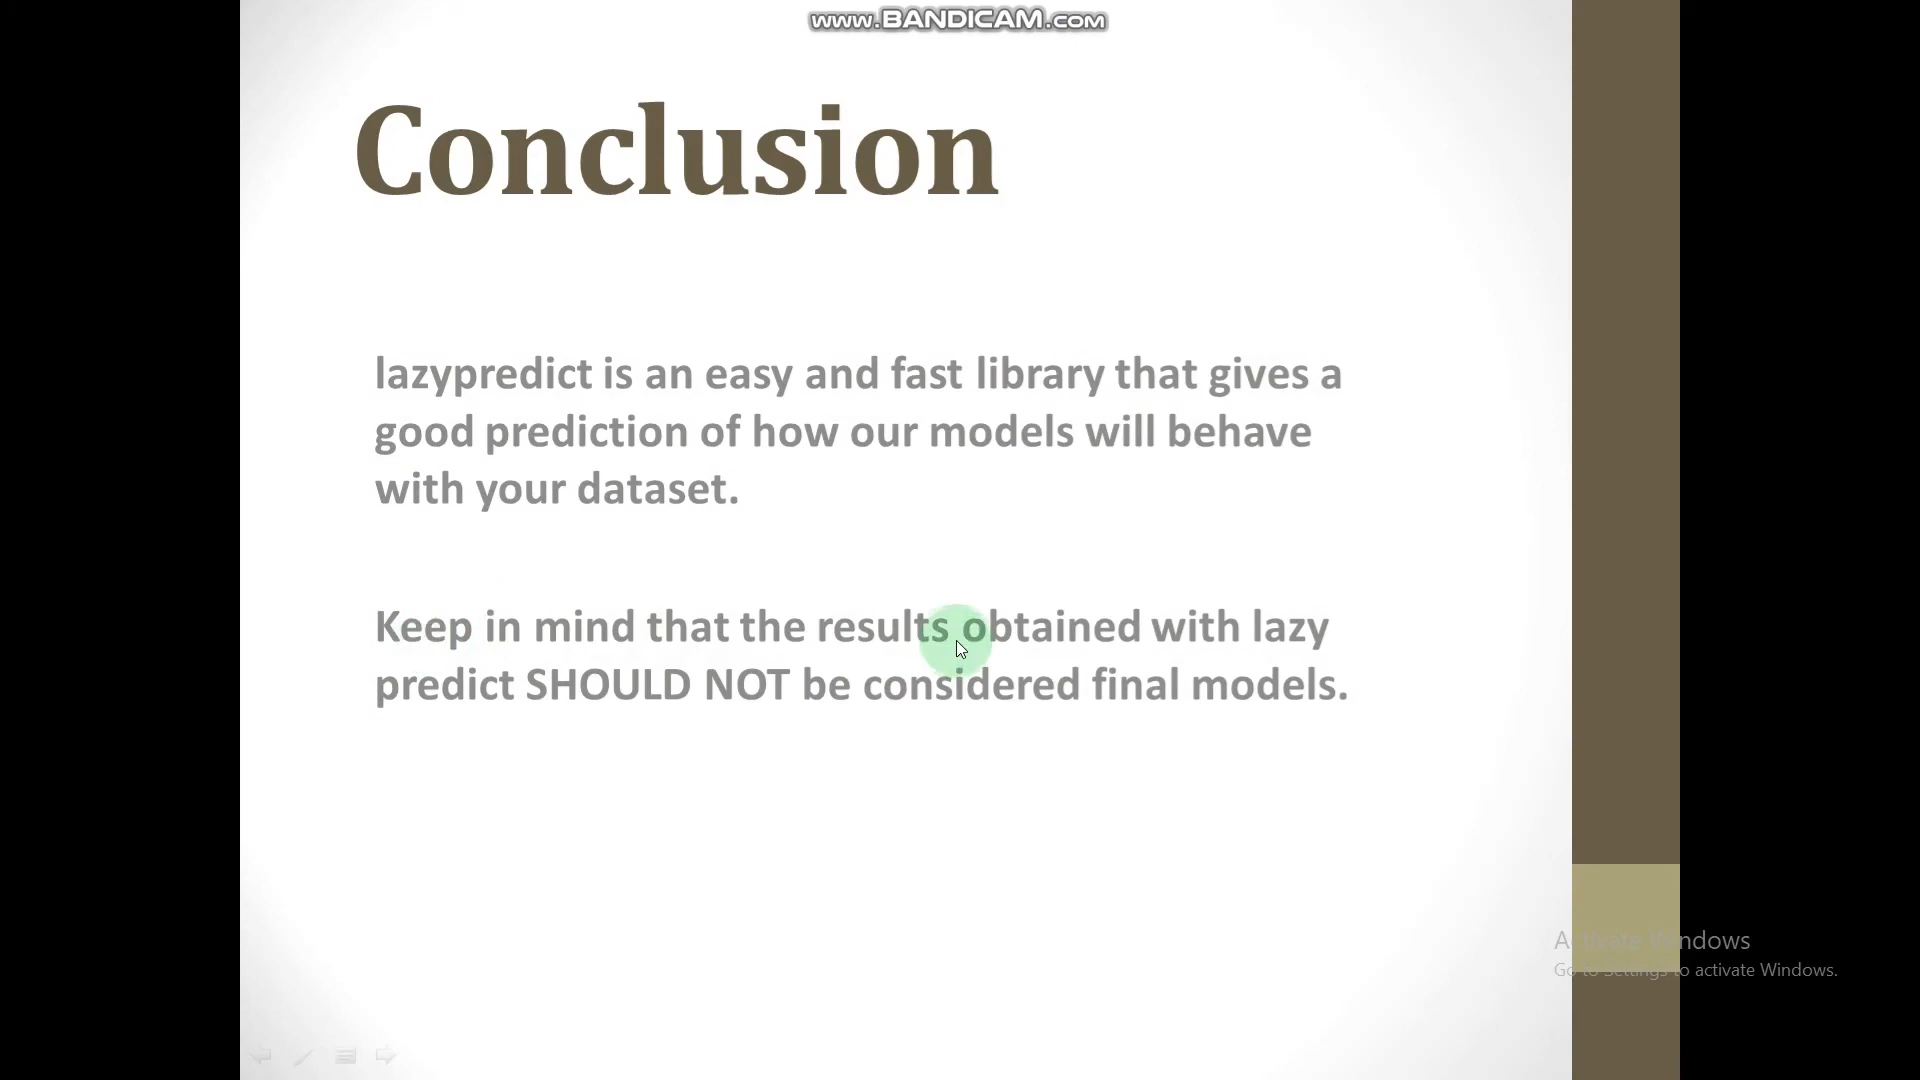 www.BANDICAM.com
Conclusion
lazypredict is an easy and fast library that gives a
good prediction of how our models will behave
with your dataset.
Keep in mind that the results obtained with lazy
predict SHOULD NOT be considered final models.
Activate Windows
Go to Settings to activate Windows.